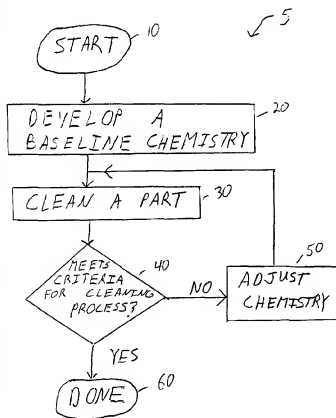 5
START
10
DEVELOP A
BASELINE CHEMISTRY
20
CLEAN A PART
30
MEETS
CRITERIA
FOR CLEANING
PROCESS?
40
NO
50
ADJUST
CHEMISTRY
YES
DONE
60